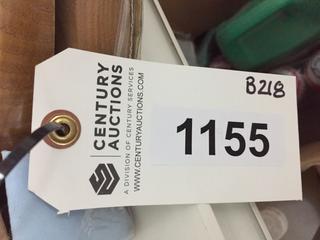 CENTURY
AUCTIONS
A DIVISION OF CENTURY SERVICES
WWW.CENTURYAUCTIONS.COM
B218
1155